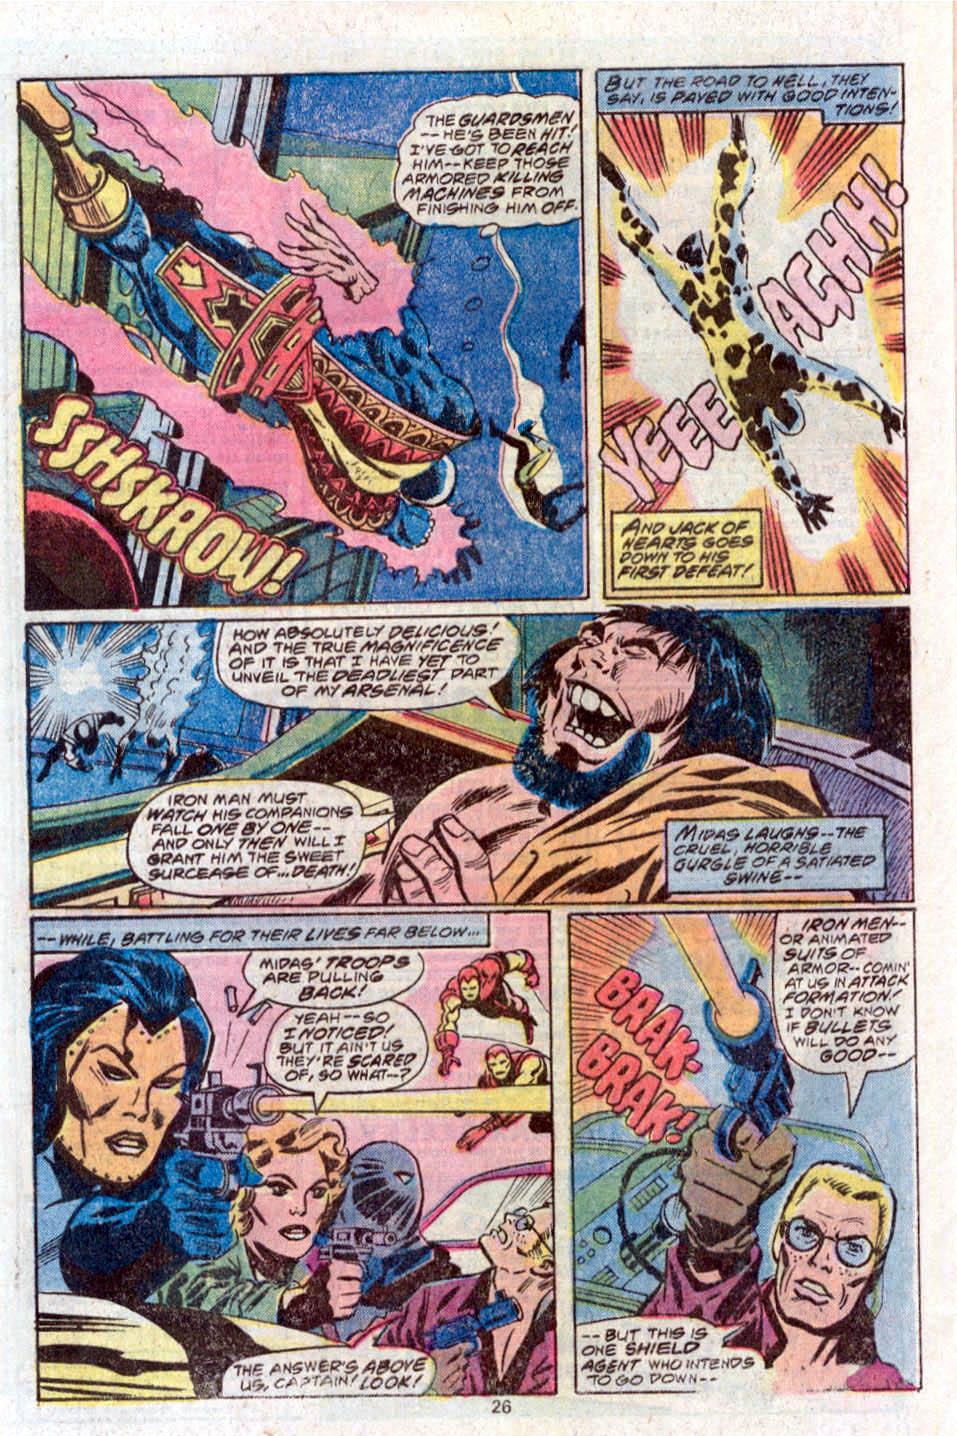 THE GUARDSMEN
-- HE'S BEEN HIT!
I'VE GOT TO REACH
HIM -- KEEP THOSE
ARMORED KILLING
MACHINES FROM
FINISHING HIM OFF.
SSHSKROW!
BUT THE ROAD TO HELL, THEY
SAY, IS PAVED WITH GOOD INTEN-
TIONS!
YEEE
AGHH!
AND JACK OF
HEARTS GOES
DOWN TO HIS
FIRST DEFEAT!
HOW ABSOLUTELY DELICIOUS!
AND THE TRUE MAGNIFICENCE
OF IT IS THAT I HAVE YET TO
UNVEIL THE DEADLIEST PART
OF MY ARSENAL!
IRON MAN MUST
WATCH HIS COMPANIONS
FALL ONE BY ONE --
AND ONLY THEN WILL I
GRANT HIM THE SWEET
SURCEASE OF... DEATH!
MIDAS LAUGHS -- THE
CRUEL, HORRIBLE
GURGLE OF A SATIATED
SWINE --
-- WHILE, BATTLING FOR THEIR LIVES FAR BELOW...
MIDAS' TROOPS
ARE PULLING
BACK!
YEAH -- SO
I NOTICED!
BUT IT AIN'T US
THEY'RE SCARED
OF, SO WHAT --?
THE ANSWER'S ABOVE
US, CAPTAIN! LOOK!
BRAK-
BRAK!
IRON MEN --
OR ANIMATED
SUITS OF
ARMOR -- COMIN'
AT US IN ATTACK
FORMATION!
I DON'T KNOW
IF BULLETS
WILL DO ANY
GOOD --
-- BUT THIS IS
ONE SHIELD
AGENT WHO INTENDS
TO GO DOWN --
26